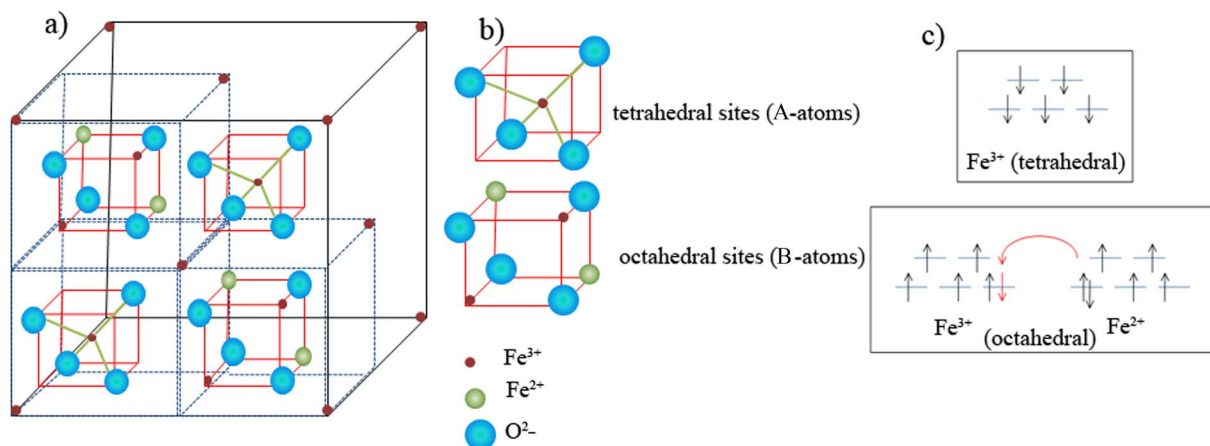 a)
b)
tetrahedral sites (A-atoms)
octahedral sites (B-atoms)
Fe³⁺
Fe²⁺
O²⁻
c)
Fe³⁺ (tetrahedral)
Fe³⁺ (octahedral) Fe²⁺